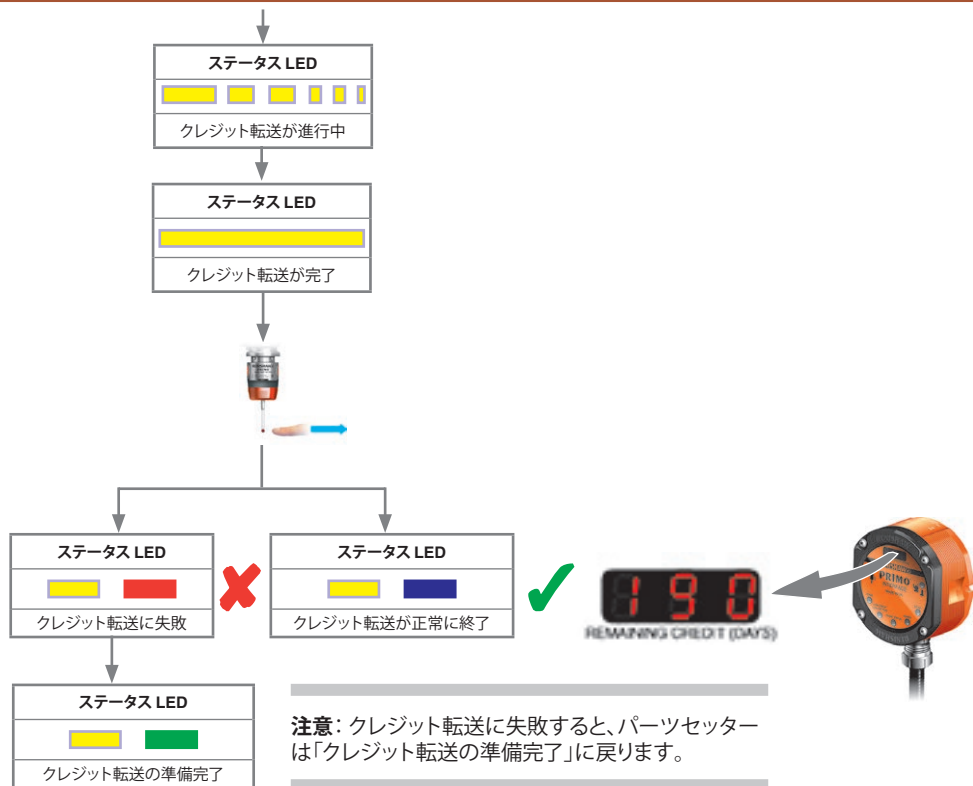 ステータス LED
クレジット転送が進行中
ステータス LED
クレジット転送が完了
ステータス LED
クレジット転送に失敗
ステータス LED
クレジット転送が正常に終了
190
REMAINING CREDIT (DAYS)
PRIMO
ステータス LED
クレジット転送の準備完了
注意: クレジット転送に失敗すると、パーツセッター
は「クレジット転送の準備完了」に戻ります。